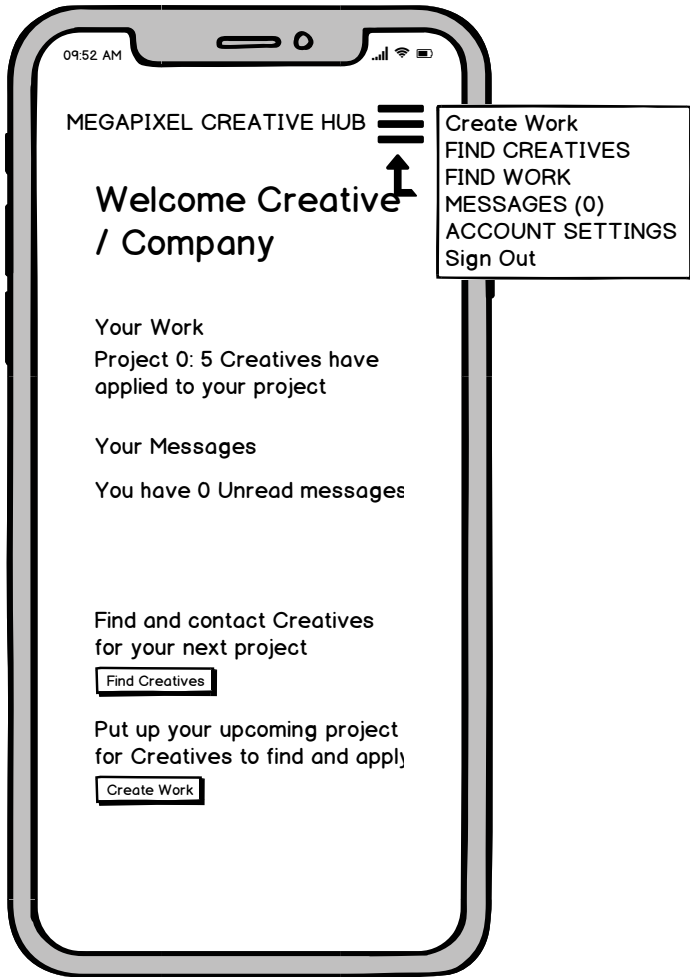 09:52 AM
MEGAPIXEL CREATIVE HUB
Create Work
FIND CREATIVES
FIND WORK
MESSAGES (0)
ACCOUNT SETTINGS
Sign Out
Welcome Creative
/ Company
Your Work
Project 0: 5 Creatives have
applied to your project
Your Messages
You have 0 Unread messages
Find and contact Creatives
for your next project
Find Creatives
Put up your upcoming project
for Creatives to find and apply
Create Work